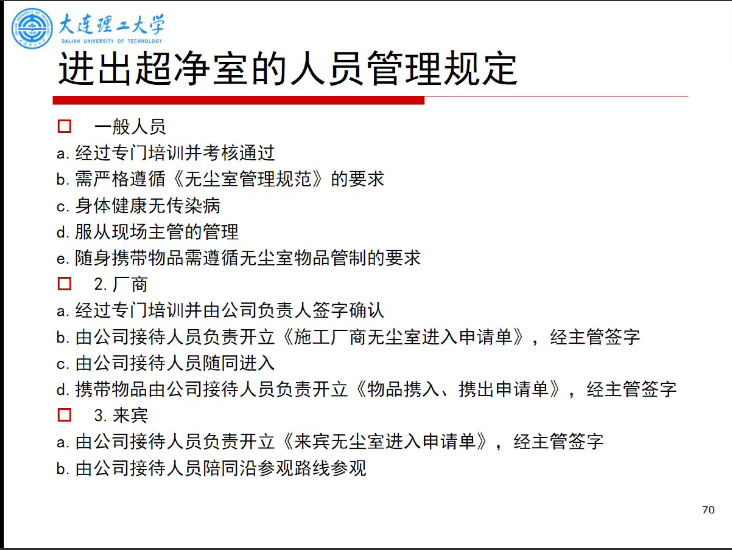 大连理工大学
DALIAN UNIVERSITY OF TECHNOLOGY
进出超净室的人员管理规定
一般人员
a. 经过专门培训并考核通过
b. 需严格遵循《无尘室管理规范》的要求
c. 身体健康无传染病
d. 服从现场主管的管理
e. 随身携带物品需遵循无尘室物品管制的要求
2. 厂商
a. 经过专门培训并由公司负责人签字确认
b. 由公司接待人员负责开立《施工厂商无尘室进入申请单》，经主管签字
c. 由公司接待人员随同进入
d. 携带物品由公司接待人员负责开立《物品携入、携出申请单》，经主管签字
3. 来宾
a. 由公司接待人员负责开立《来宾无尘室进入申请单》，经主管签字
b. 由公司接待人员陪同沿参观路线参观
70